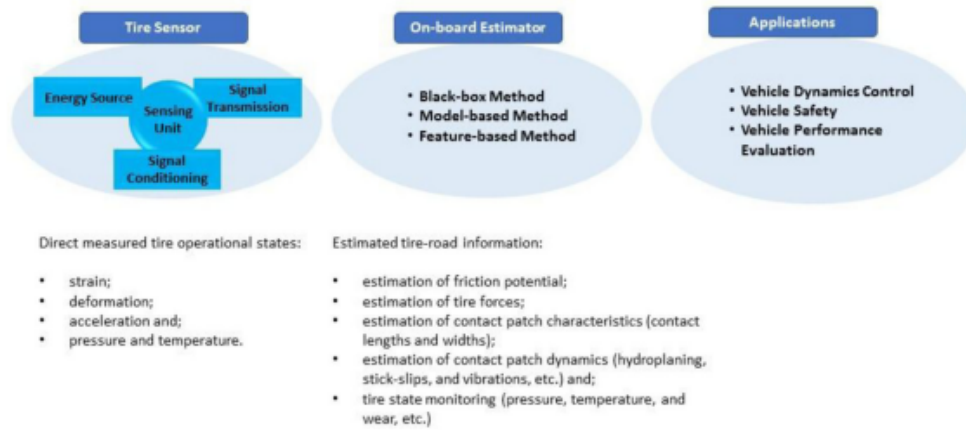 Tire Sensor
Energy Source
Sensing
Unit
Signal
Transmission
Signal
Conditioning
On-board Estimator
• Black-box Method
• Model-based Method
• Feature-based Method
Applications
• Vehicle Dynamics Control
• Vehicle Safety
• Vehicle Performance
Evaluation
Direct measured tire operational states:
• strain;
• deformation;
• acceleration and;
• pressure and temperature.
Estimated tire-road information:
• estimation of friction potential;
• estimation of tire forces;
• estimation of contact patch characteristics (contact
lengths and widths);
• estimation of contact patch dynamics (hydroplaning,
stick-slips, and vibrations, etc.) and;
• tire state monitoring (pressure, temperature, and
wear, etc.)